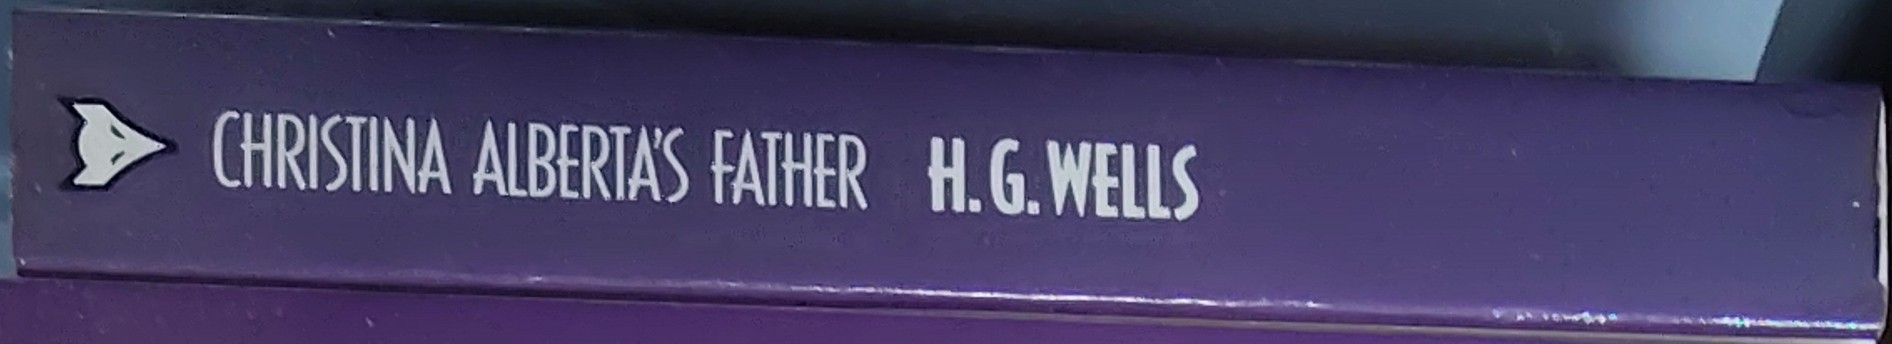 CHRISTINA ALBERTA'S FATHER H.G. WELLS